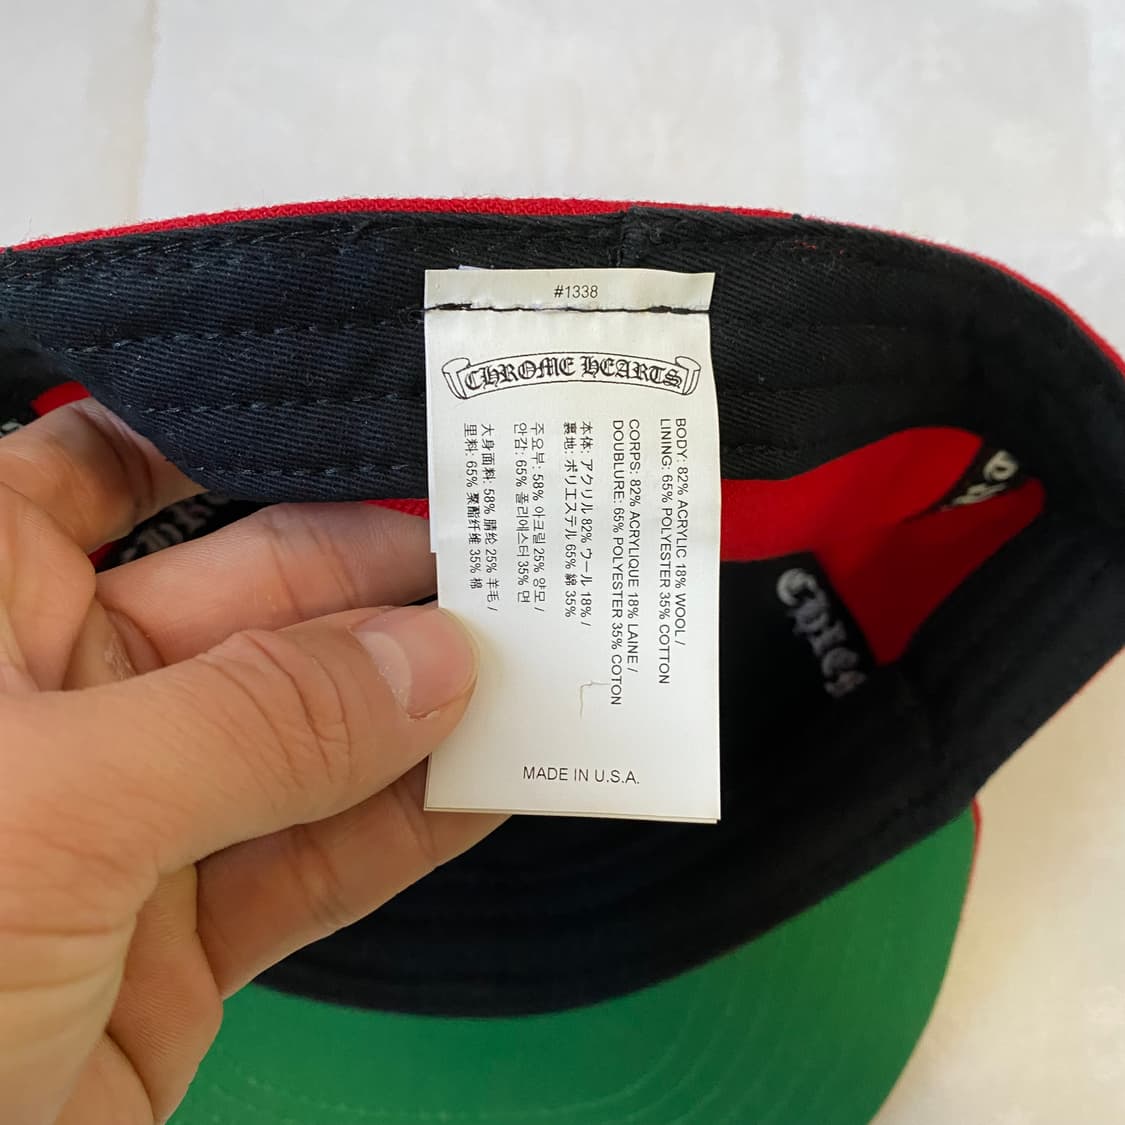 #1338
CHROME HEARTS
BODY: 82% ACRYLIC 18% WOOL /
LINING: 65% POLYESTER 35% COTTON
CORPS: 82% ACRYLIQUE 18% LAINE /
DOUBLURE: 65% POLYESTER 35% COTON
本体: アクリル 82% ウール 18% /
裏地: ポリエステル 65% 綿 35%
주요부: 58% 아크릴 25% 양모 /
안감: 65% 폴리에스터 35% 면
大身面料: 58% 腈纶 25% 羊毛 /
里料: 65% 聚酯纤维 35% 棉
MADE IN U.S.A.